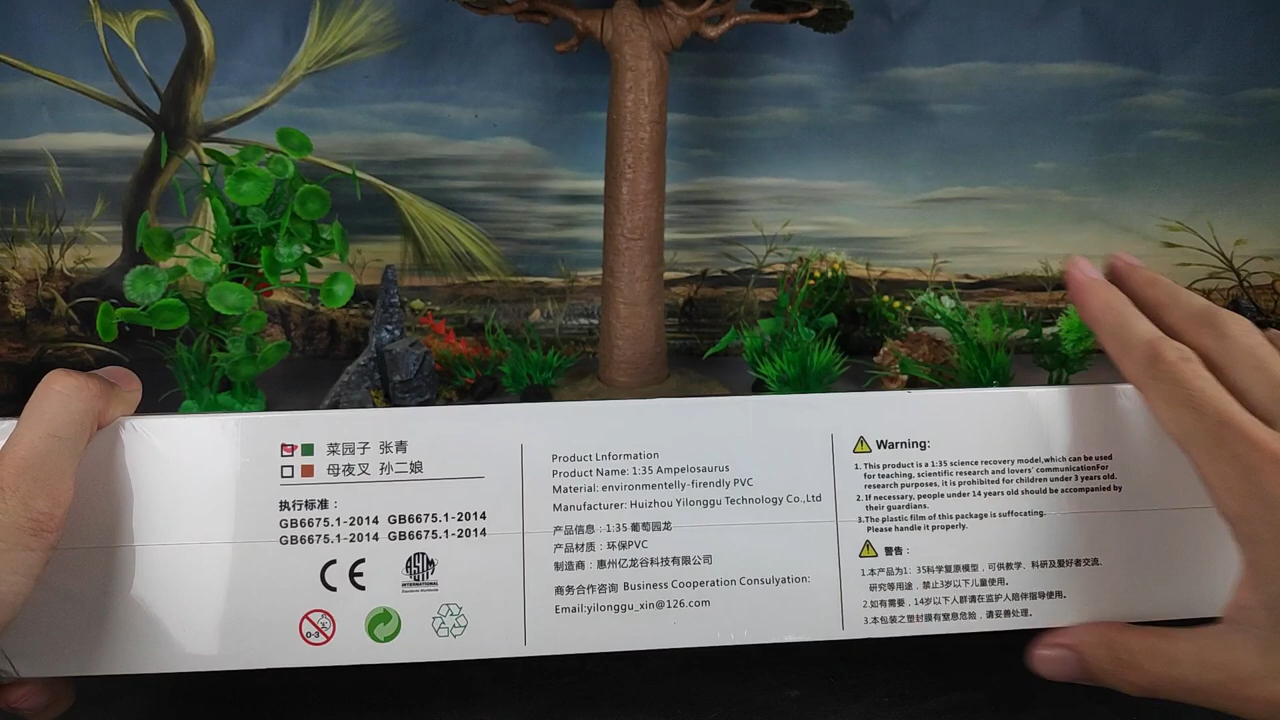 菜园子 张青
母夜叉 孙二娘
执行标准：
GB6675.1-2014 GB6675.1-2014
GB6675.1-2014 GB6675.1-2014
CE
ASTM
INTERNATIONAL
0-3
Product Lnformation
Product Name: 1:35 Ampelosaurus
Material: environmentelly-firendly PVC
Manufacturer: Huizhou Yilonggu Technology Co.,Ltd
产品信息：1:35 葡萄园龙
产品材质：环保PVC
制造商：惠州亿龙谷科技有限公司
商务合作咨询 Business Cooperation Consulyation:
Email:yilonggu_xin@126.com
Warning:
1. This product is a 1:35 science recovery model,which can be used
for teaching, scientific research and lovers' communicationFor
research purposes, it is prohibited for children under 3 years old.
2. If necessary, people under 14 years old should be accompanied by
their guardians.
3.The plastic film of this package is suffocating.
Please handle it properly.
警告：
1.本产品为1：35科学复原模型，可供教学、科研及爱好者交流、
研究等用途，禁止3岁以下儿童使用。
2.如有需要，14岁以下人群请在监护人陪伴指导使用。
3.本包装之塑封膜有窒息危险，请妥善处理。